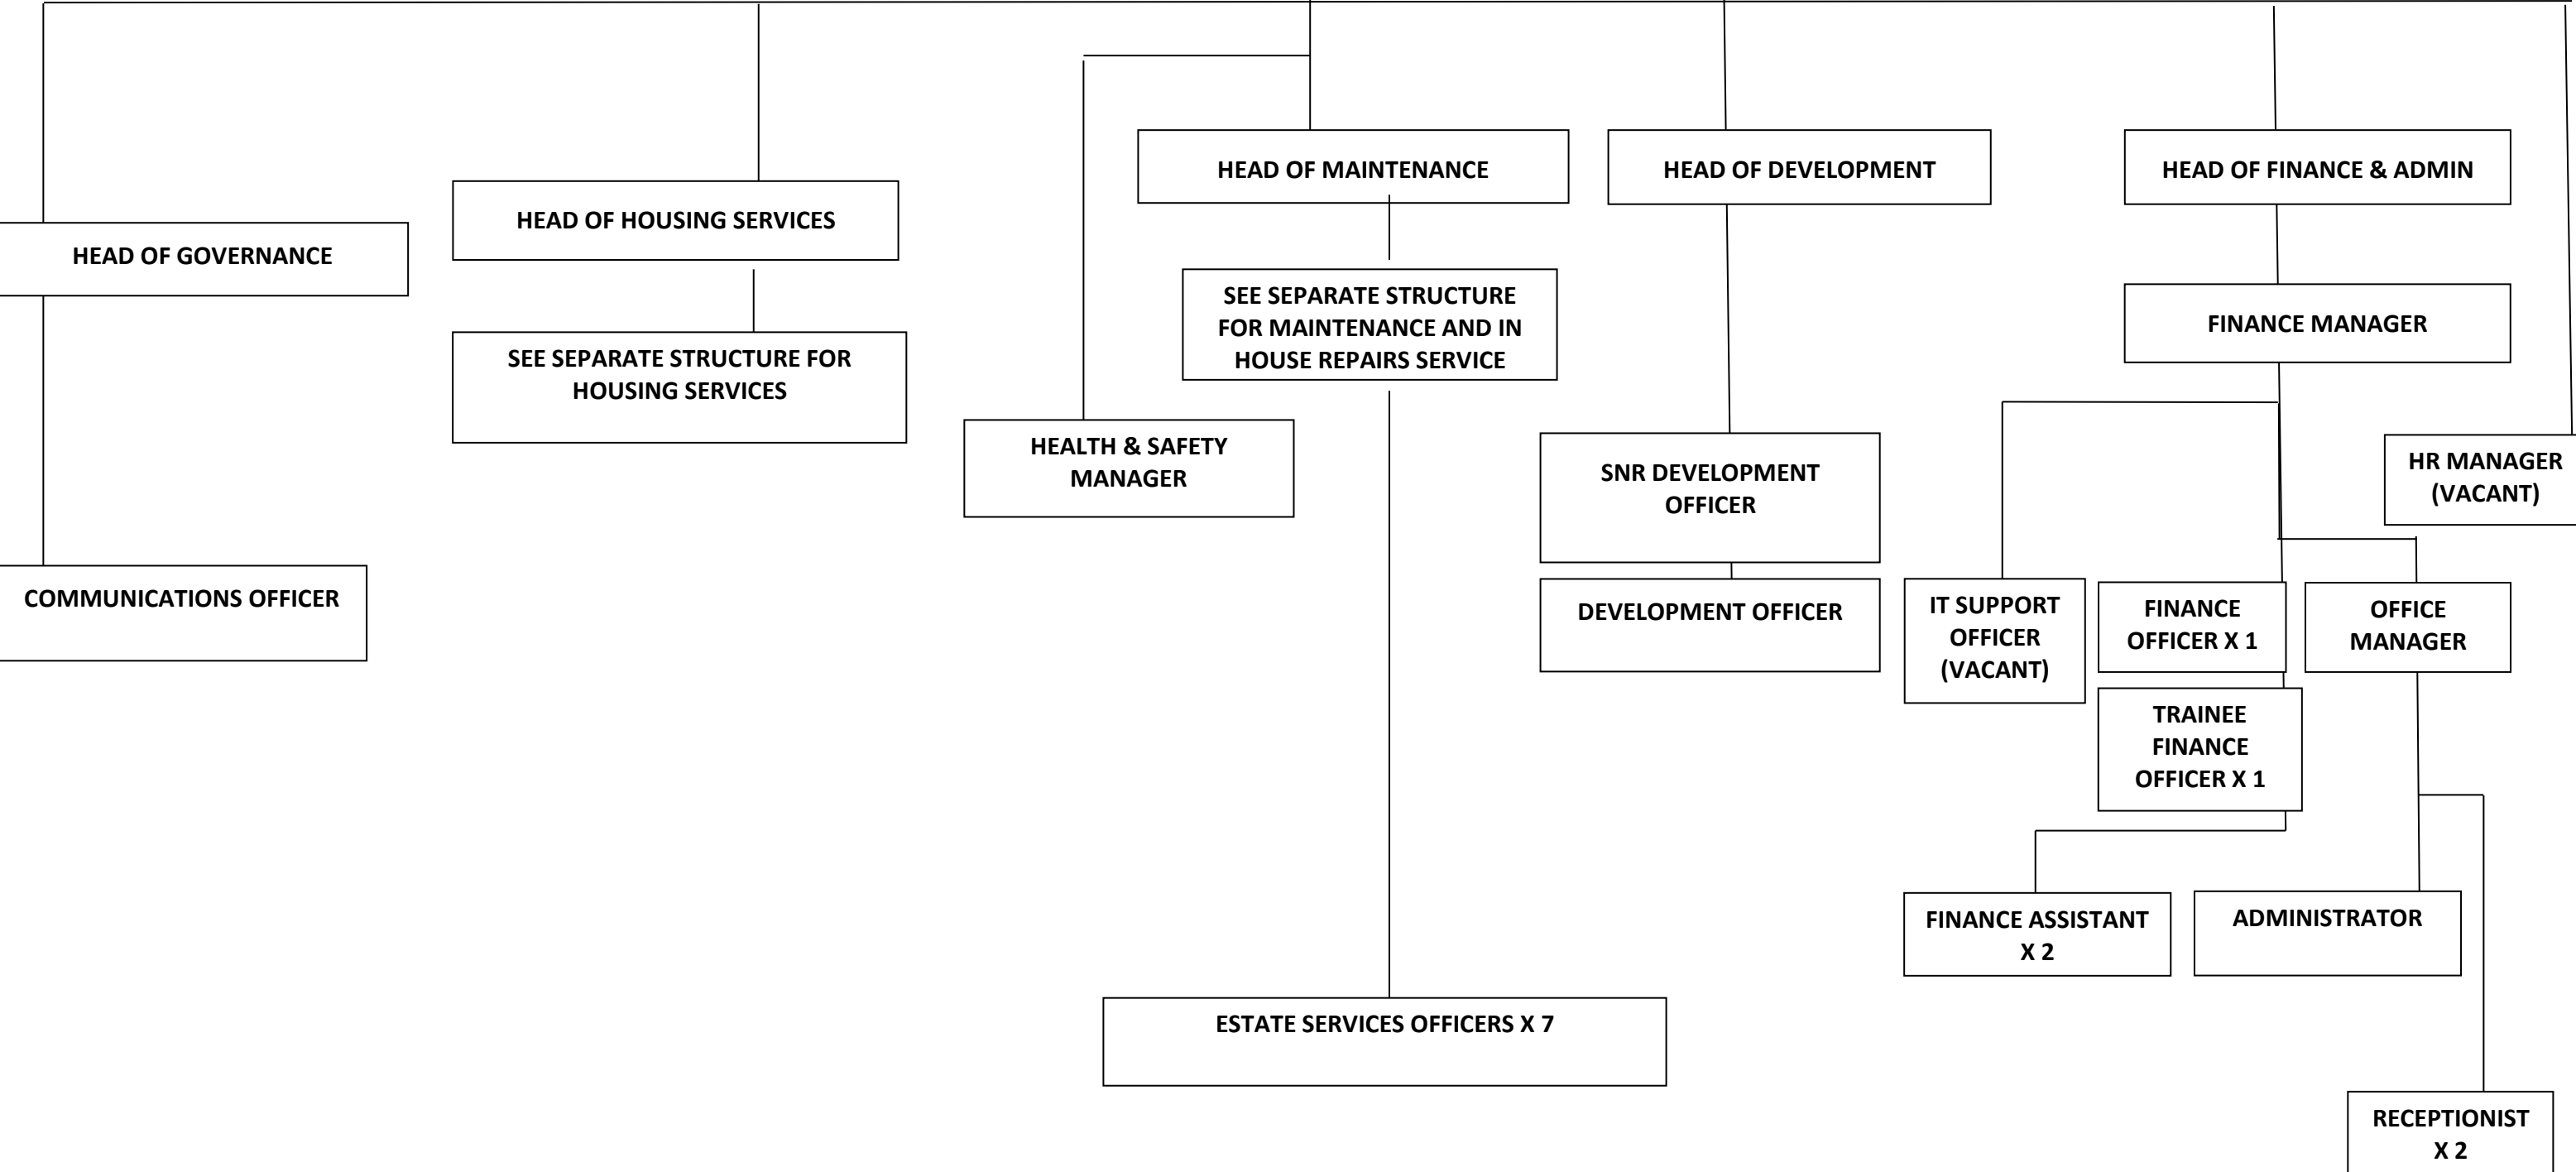 HEAD OF GOVERNANCE
COMMUNICATIONS OFFICER
HEAD OF HOUSING SERVICES
SEE SEPARATE STRUCTURE FOR
HOUSING SERVICES
HEAD OF MAINTENANCE
SEE SEPARATE STRUCTURE
FOR MAINTENANCE AND IN
HOUSE REPAIRS SERVICE
HEALTH & SAFETY
MANAGER
ESTATE SERVICES OFFICERS X 7
HEAD OF DEVELOPMENT
SNR DEVELOPMENT
OFFICER
DEVELOPMENT OFFICER
HEAD OF FINANCE & ADMIN
FINANCE MANAGER
IT SUPPORT
OFFICER
(VACANT)
FINANCE
OFFICER X 1
TRAINEE
FINANCE
OFFICER X 1
FINANCE ASSISTANT
X 2
OFFICE
MANAGER
ADMINISTRATOR
RECEPTIONIST
X 2
HR MANAGER
(VACANT)